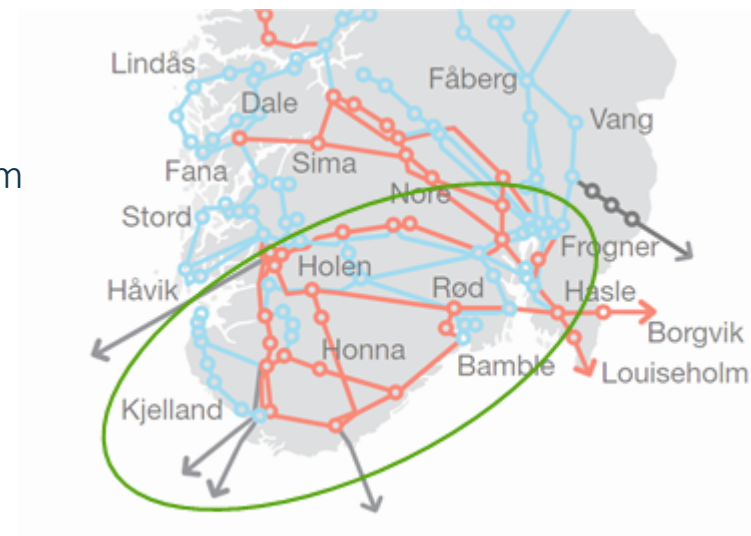 Lindås
Fåberg
Dale
Vang
m
Sima
Fana
Nore
Stord
Frogner
Holen
Rød
Hasle
Håvik
Borgvik
Honna
Bamble
Louiseholm
Kjelland